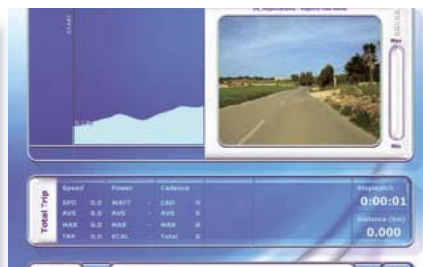 START
Max
Min
Total Trip
Speed Power Cadence Stopwatch
SPD 0.0 WATT - CAD 0 0:00:01
AVS 0.0 AVS - AVS 0 Distance (km)
MAX 0.0 MAX - MAX 0 0.000
TRP 0.0 KCAL - Total 0